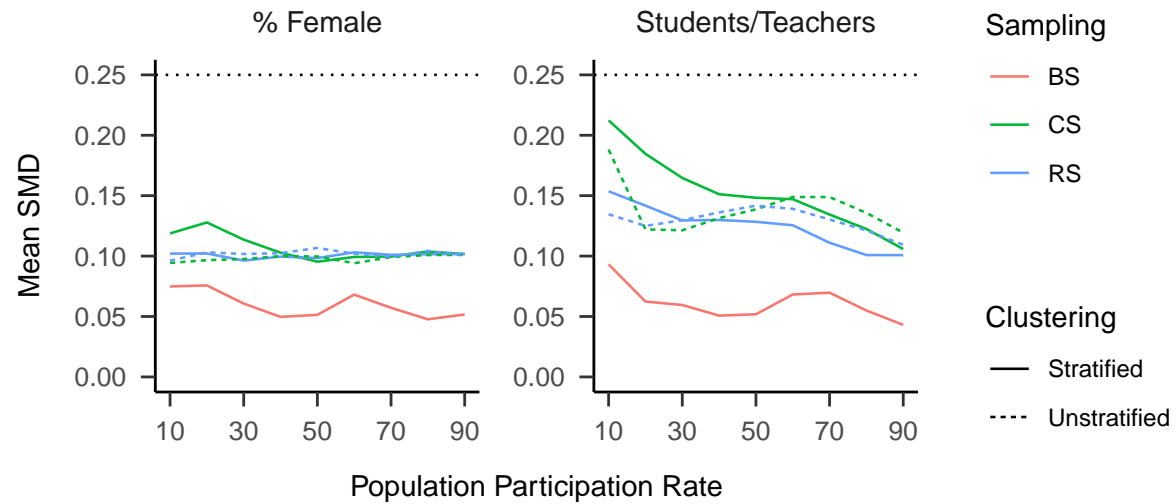 % Female
Students/Teachers
Mean SMD
0.25
0.20
0.15
0.10
0.05
0.00
10 30 50 70 90
0.25
0.20
0.15
0.10
0.05
0.00
10 30 50 70 90
Population Participation Rate
Sampling
BS
CS
RS
Clustering
Stratified
Unstratified